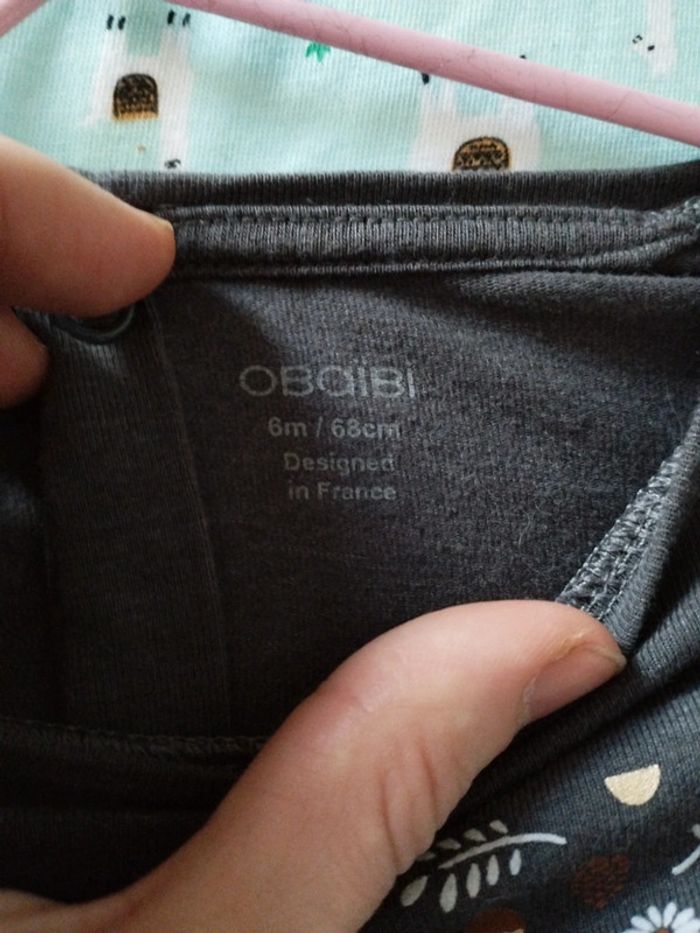 OBaIBi
6m / 68cm
Designed
in France